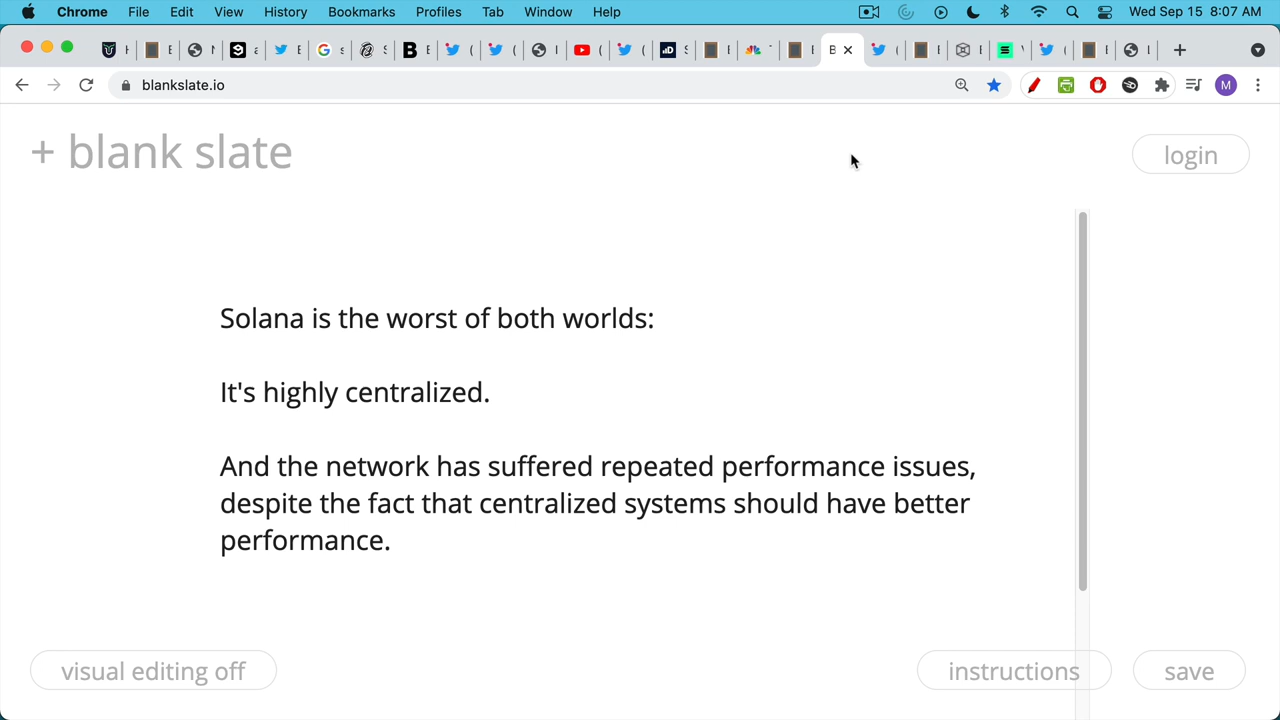 Chrome File Edit View History Bookmarks Profiles Tab Window Help Wed Sep 15 8:07 AM
blankslate.io
M
+ blank slate
login
Solana is the worst of both worlds:
It's highly centralized.
And the network has suffered repeated performance issues,
despite the fact that centralized systems should have better
performance.
visual editing off
instructions
save